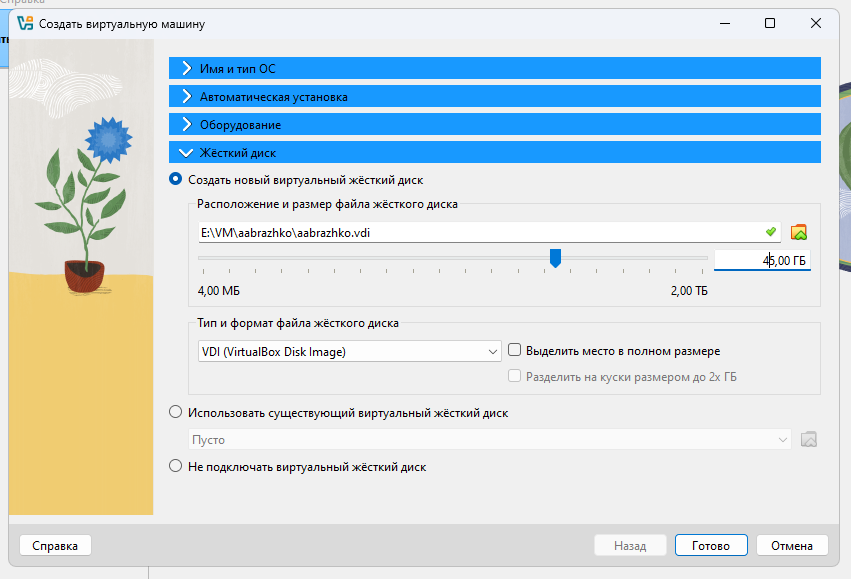 Справка
Создать виртуальную машину
Имя и тип ОС
Автоматическая установка
Оборудование
Жёсткий диск
Создать новый виртуальный жёсткий диск
Расположение и размер файла жёсткого диска
E:\VM\aabrazhko\aabrazhko.vdi
45,00 ГБ
4,00 МБ
2,00 ТБ
Тип и формат файла жёсткого диска
VDI (VirtualBox Disk Image)
Выделить место в полном размере
Разделить на куски размером до 2х ГБ
Использовать существующий виртуальный жёсткий диск
Пусто
Не подключать виртуальный жёсткий диск
Справка
Назад
Готово
Отмена